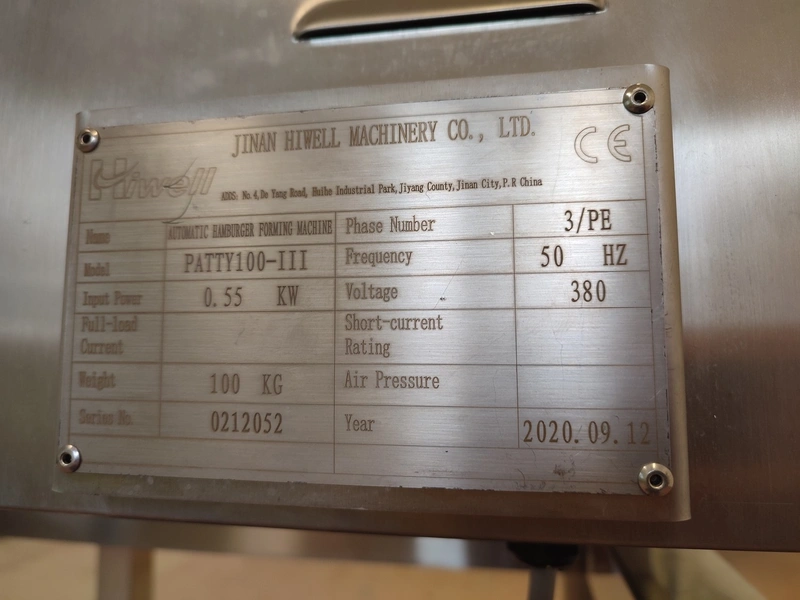 JINAN HIWELL MACHINERY CO., LTD.
CE
Hiwell
ADDS: No.4,De Yang Road, Huihe Industrial Park,Jiyang County,Jinan City,P.R China
Name AUTOMATIC HAMBURGER FORMING MACHINE Phase Number 3/PE
Model PATTY100-III Frequency 50 HZ
Input Power 0.55 KW Voltage 380
Full-load Current Short-current Rating
Weight 100 KG Air Pressure
Series No. 0212052 Year 2020.09.12